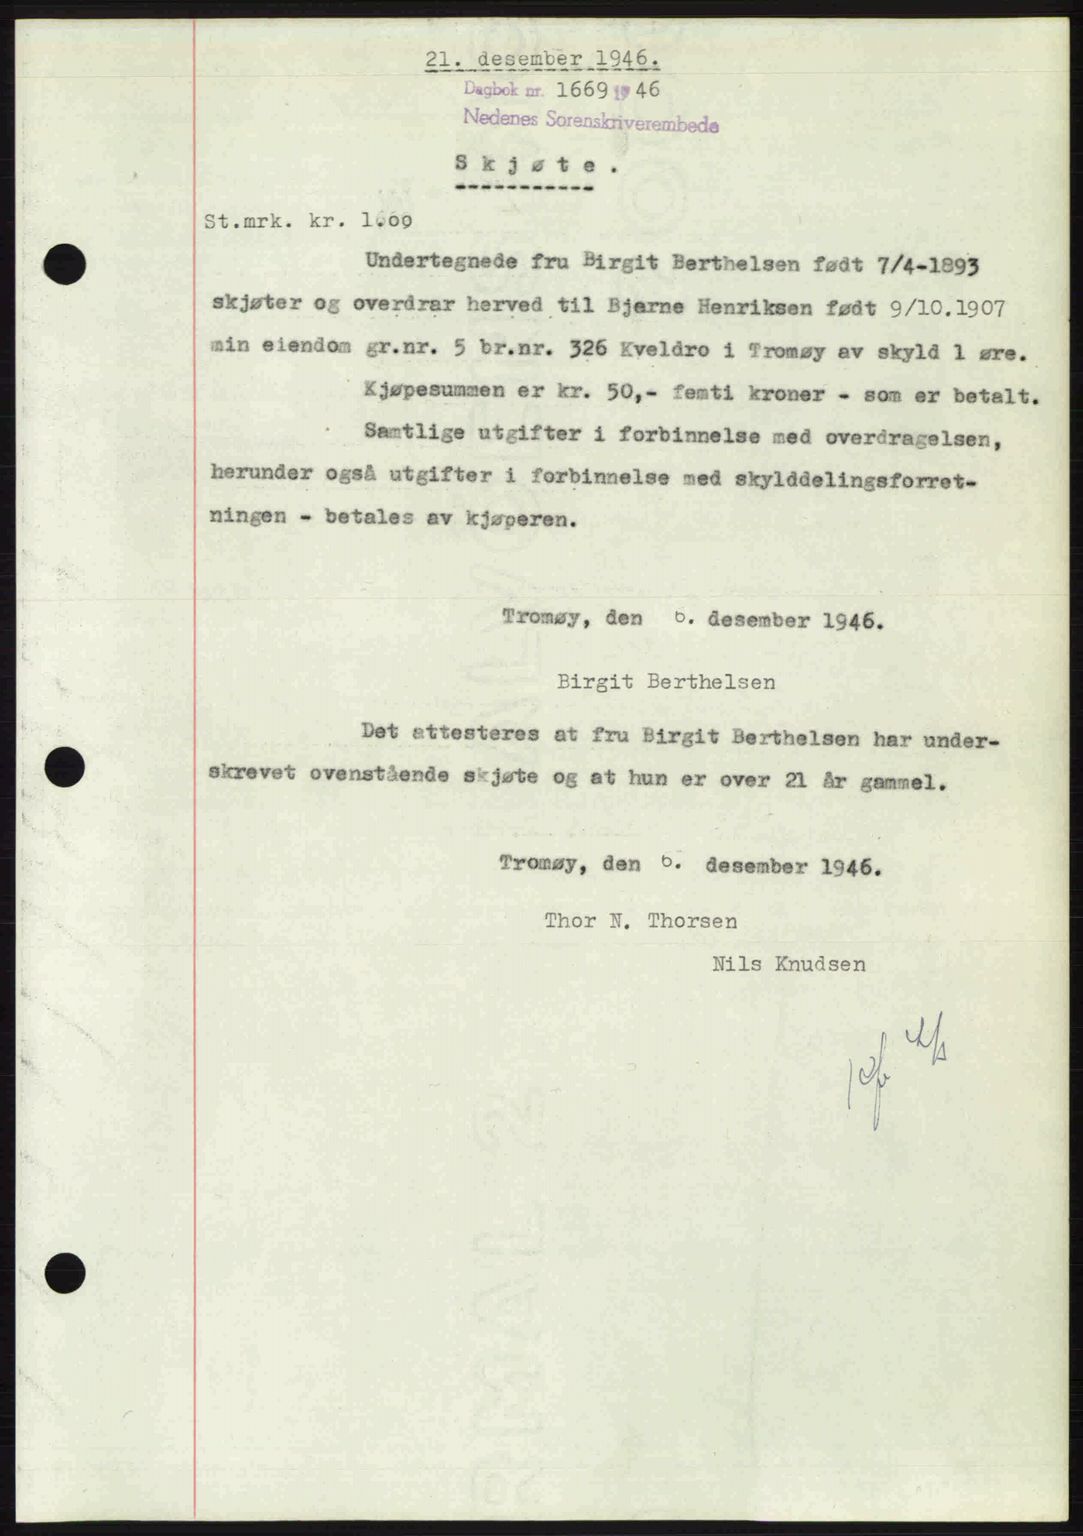 21. desember 1946.
Dagbok nr. 1669 19 46
Nedenes Sorenskriverembede
Skjøte.
St.mrk. kr. 1.00
Undertegnede fru Birgit Berthelsen født 7/4-1893
skjøter og overdrar herved til Bjarne Henriksen født 9/10.1907
min eiendom gr.nr. 5 br.nr. 326 Kveldro i Tromøy av skyld 1 øre.
Kjøpesummen er kr. 50,- femti kroner - som er betalt.
Samtlige utgifter i forbinnelse med overdragelsen,
herunder også utgifter i forbinnelse med skylddelingsforret-
ningen - betales av kjøperen.
Tromøy, den 6. desember 1946.
Birgit Berthelsen
Det attesteres at fru Birgit Berthelsen har under-
skrevet ovenstående skjøte og at hun er over 21 år gammel.
Tromøy, den 6. desember 1946.
Thor N. Thorsen
Nils Knudsen